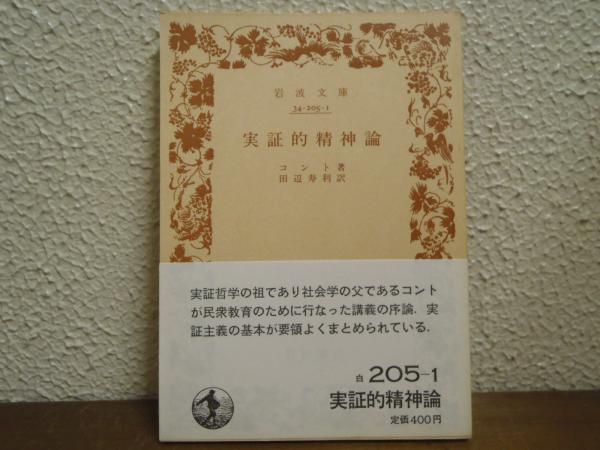 岩波文庫
34-205-1
実証的精神論
コント著
田辺寿利訳
実証哲学の祖であり社会学の父であるコント
が民衆教育のために行なった講義の序論．実
証主義の基本が要領よくまとめられている．
白 205-1
実証的精神論
定価400円